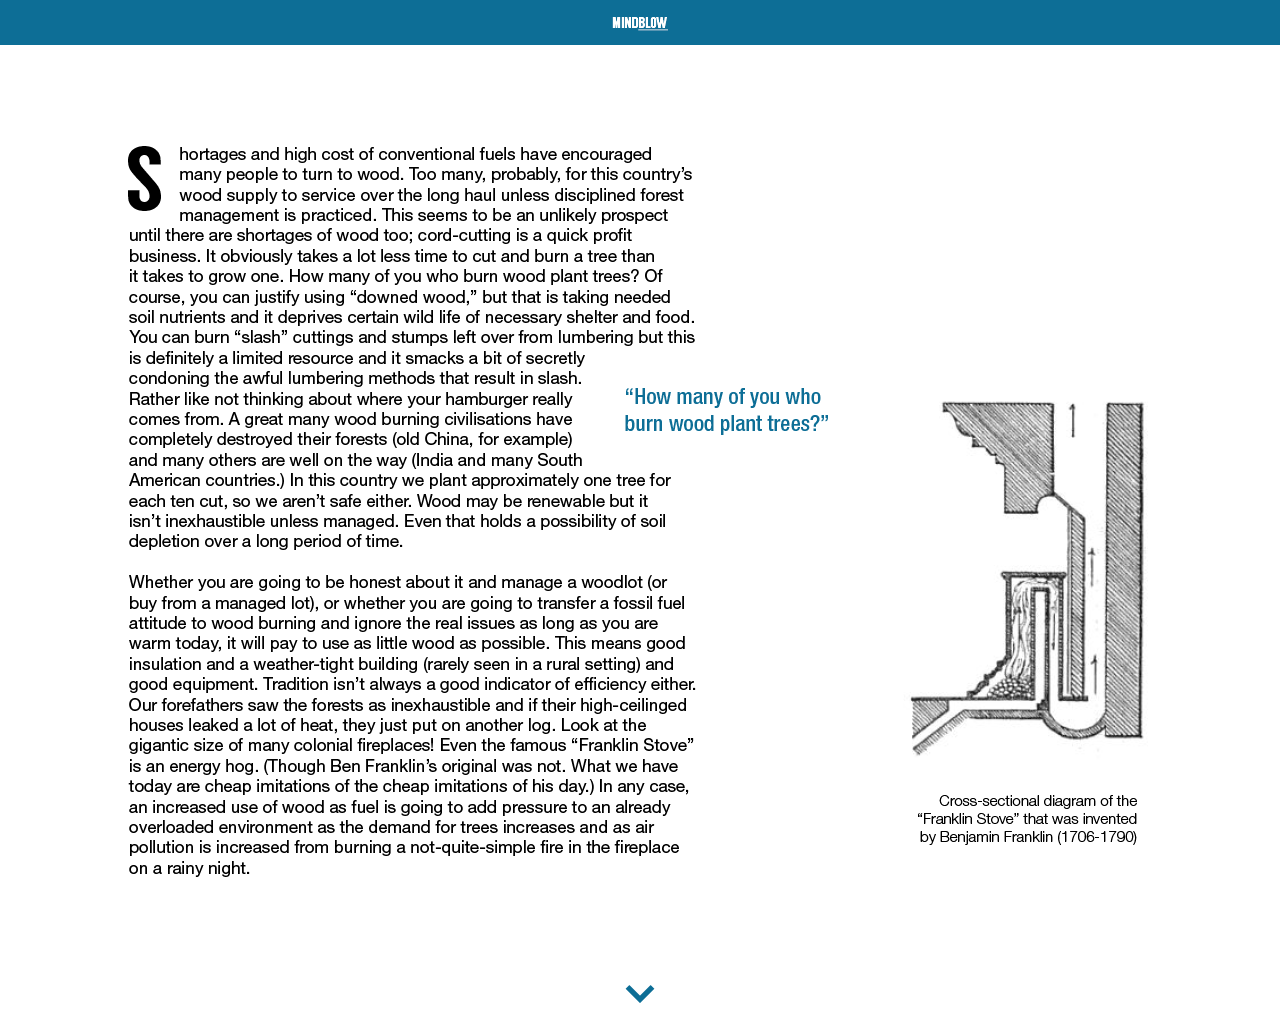 MINDBLOW
Shortages and high cost of conventional fuels have encouraged
many people to turn to wood. Too many, probably, for this country’s
wood supply to service over the long haul unless disciplined forest
management is practiced. This seems to be an unlikely prospect
until there are shortages of wood too; cord-cutting is a quick profit
business. It obviously takes a lot less time to cut and burn a tree than
it takes to grow one. How many of you who burn wood plant trees? Of
course, you can justify using “downed wood,” but that is taking needed
soil nutrients and it deprives certain wild life of necessary shelter and food.
You can burn “slash” cuttings and stumps left over from lumbering but this
is definitely a limited resource and it smacks a bit of secretly
condoning the awful lumbering methods that result in slash.
Rather like not thinking about where your hamburger really
comes from. A great many wood burning civilisations have
completely destroyed their forests (old China, for example)
and many others are well on the way (India and many South
American countries.) In this country we plant approximately one tree for
each ten cut, so we aren’t safe either. Wood may be renewable but it
isn’t inexhaustible unless managed. Even that holds a possibility of soil
depletion over a long period of time.
“How many of you who
burn wood plant trees?”
Whether you are going to be honest about it and manage a woodlot (or
buy from a managed lot), or whether you are going to transfer a fossil fuel
attitude to wood burning and ignore the real issues as long as you are
warm today, it will pay to use as little wood as possible. This means good
insulation and a weather-tight building (rarely seen in a rural setting) and
good equipment. Tradition isn’t always a good indicator of efficiency either.
Our forefathers saw the forests as inexhaustible and if their high-ceilinged
houses leaked a lot of heat, they just put on another log. Look at the
gigantic size of many colonial fireplaces! Even the famous “Franklin Stove”
is an energy hog. (Though Ben Franklin’s original was not. What we have
today are cheap imitations of the cheap imitations of his day.) In any case,
an increased use of wood as fuel is going to add pressure to an already
overloaded environment as the demand for trees increases and as air
pollution is increased from burning a not-quite-simple fire in the fireplace
on a rainy night.
Cross-sectional diagram of the
“Franklin Stove” that was invented
by Benjamin Franklin (1706-1790)